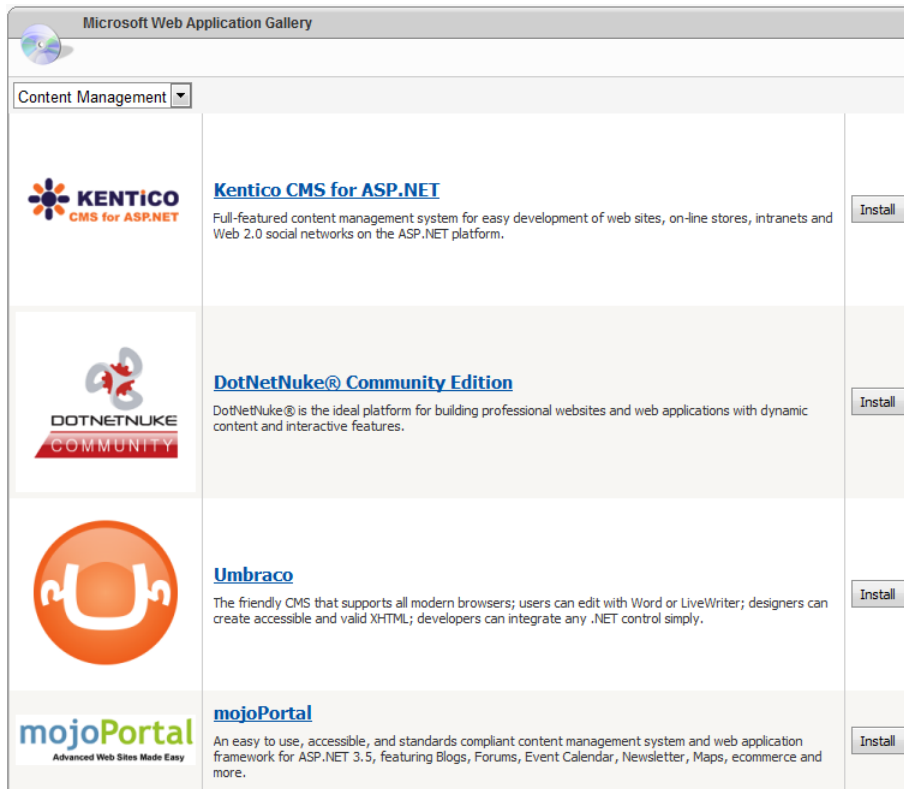 Microsoft Web Application Gallery
Content Management
KENTiCO
CMS for ASP.NET
Kentico CMS for ASP.NET
Full-featured content management system for easy development of web sites, on-line stores, intranets and
Web 2.0 social networks on the ASP.NET platform.
Install
DOTNETNUKE
COMMUNITY
DotNetNuke® Community Edition
DotNetNuke® is the ideal platform for building professional websites and web applications with dynamic
content and interactive features.
Install
Umbraco
The friendly CMS that supports all modern browsers; users can edit with Word or LiveWriter; designers can
create accessible and valid XHTML; developers can integrate any .NET control simply.
Install
mojoPortal
Advanced Web Sites Made Easy
mojoPortal
An easy to use, accessible, and standards compliant content management system and web application
framework for ASP.NET 3.5, featuring Blogs, Forums, Event Calendar, Newsletter, Maps, ecommerce and
more.
Install